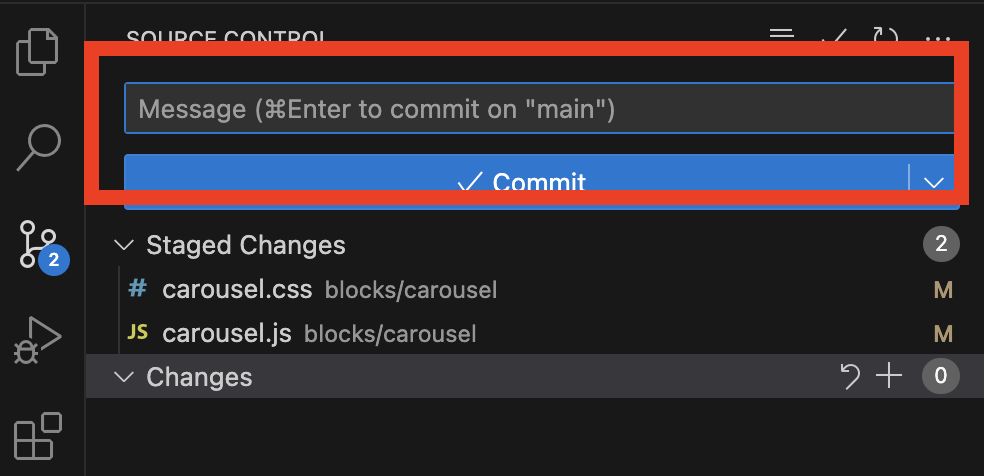 SOURCE CONTROL
Message (⌘Enter to commit on "main")
Commit
2
Staged Changes 2
# carousel.css blocks/carousel M
JS carousel.js blocks/carousel M
Changes 0